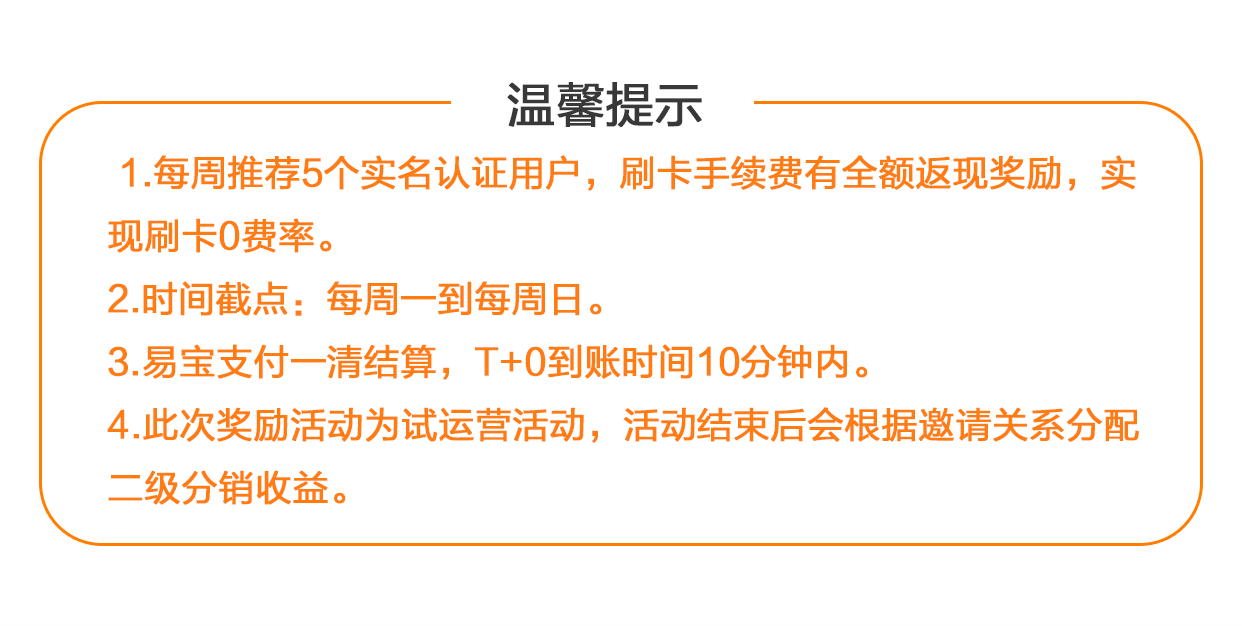 温馨提示
1.每周推荐5个实名认证用户，刷卡手续费有全额返现奖励，实
现刷卡0费率。
2.时间截点：每周一到每周日。
3.易宝支付一清结算，T+0到账时间10分钟内。
4.此次奖励活动为试运营活动，活动结束后会根据邀请关系分配
二级分销收益。